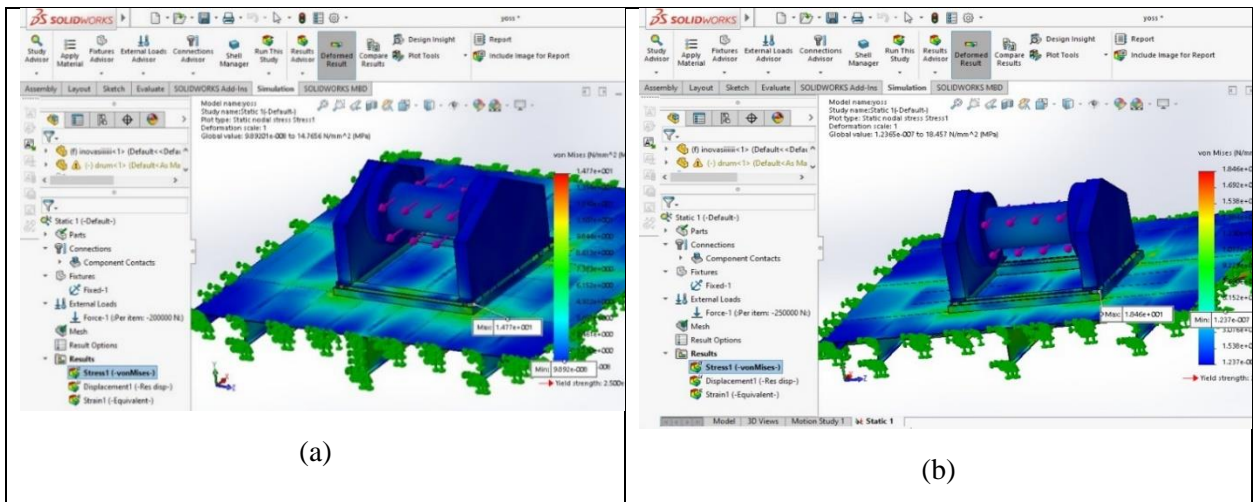 SOLIDWORKS
yoss *
Study Advisor
Apply Material
Fixtures Advisor
External Loads Advisor
Connections Advisor
Shell Manager
Run This Study
Results Advisor
Deformed Result
Compare Results
Design Insight
Plot Tools
Report
Include Image for Report
Assembly Layout Sketch Evaluate SOLIDWORKS Add-Ins Simulation SOLIDWORKS MBD
Model name:yoss
Study name:Static 1(-Default-)
Plot type: Static nodal stress Stress1
Deformation scale: 1
Global value: 9.89201e-008 to 14.7656 N/mm^2 (MPa)
von Mises (N/mm^2 (M
1.477e+001
Max: 1.477e+001
Min: 9.892e-008
Yield strength: 2.500
(-) drum<1> (Default<As Ma
Static 1 (-Default-)
Parts
Connections
Component Contacts
Fixtures
Fixed-1
External Loads
Force-1 (:Per item: -200000 N:)
Mesh
Result Options
Results
Stress1 (-vonMises-)
Displacement1 (-Res disp-)
Strain1 (-Equivalent-)
(a)
SOLIDWORKS
yoss *
Study Advisor
Apply Material
Fixtures Advisor
External Loads Advisor
Connections Advisor
Shell Manager
Run This Study
Results Advisor
Deformed Result
Compare Results
Design Insight
Plot Tools
Report
Include Image for Report
Assembly Layout Sketch Evaluate SOLIDWORKS Add-Ins Simulation SOLIDWORKS MBD
Model name:yoss
Study name:Static 1(-Default-)
Plot type: Static nodal stress Stress1
Deformation scale: 1
Global value: 1.2365e-007 to 18.457 N/mm^2 (MPa)
von Mises (N/m
1.846e+0
1.692e+0
1.538e+0
Max: 1.846e+001
Min: 1.237e-007
1.538e+0
1.237e-00
Yield strength:
(-) drum<1> (Default<As Ma
Static 1 (-Default-)
Parts
Connections
Component Contacts
Fixtures
Fixed-1
External Loads
Force-1 (:Per item: -250000 N:)
Mesh
Result Options
Results
Stress1 (-vonMises-)
Displacement1 (-Res disp-)
Strain1 (-Equivalent-)
Model 3D Views Motion Study 1 Static 1
(b)